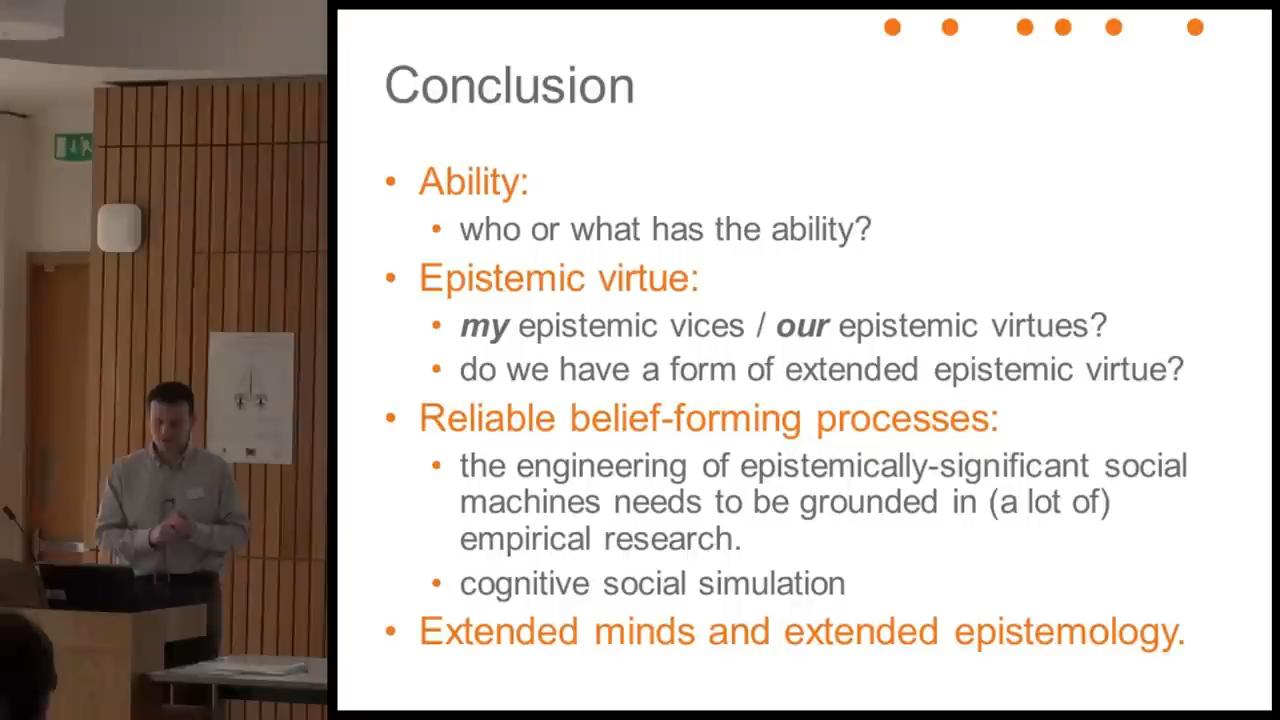 Conclusion
• Ability:
• who or what has the ability?
• Epistemic virtue:
• my epistemic vices / our epistemic virtues?
• do we have a form of extended epistemic virtue?
• Reliable belief-forming processes:
• the engineering of epistemically-significant social
machines needs to be grounded in (a lot of)
empirical research.
• cognitive social simulation
• Extended minds and extended epistemology.